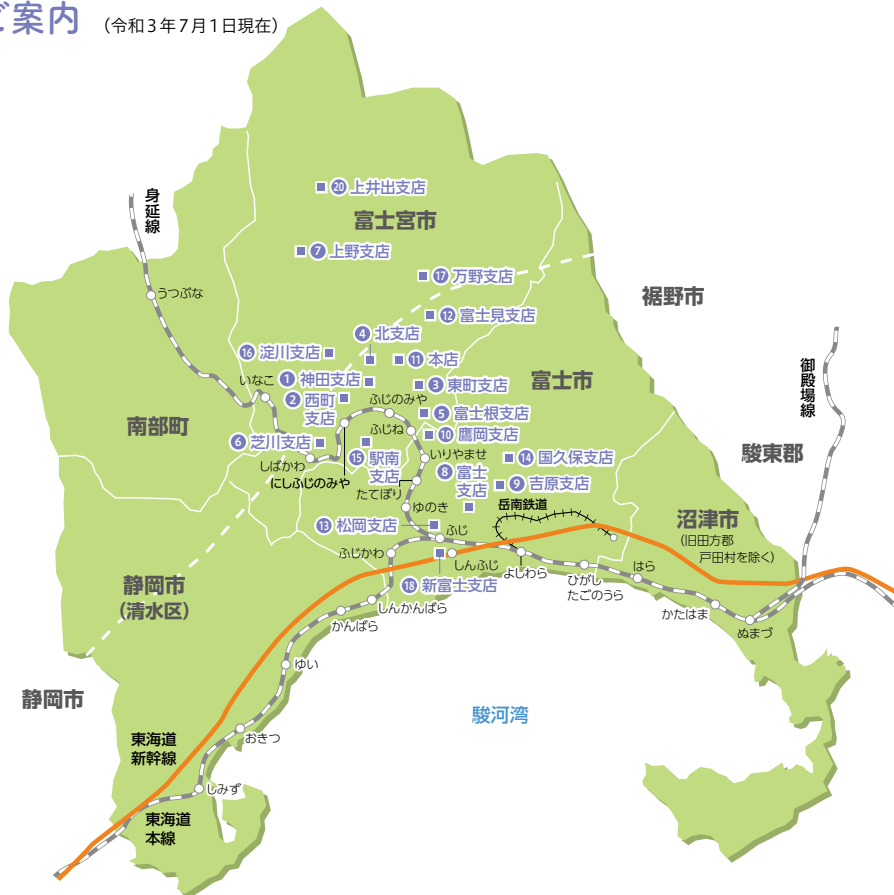 ご案内 (令和3年7月1日現在)
身延線
⑳ 上井出支店
富士宮市
⑦ 上野支店
⑰ 万野支店
うつぶな
裾野市
⑫ 富士見支店
④ 北支店
⑯ 淀川支店
⑪ 本店
御殿場線
いなこ
① 神田支店
③ 東町支店
富士市
② 西町
支店
ふじのみや
⑤ 富士根支店
南部町
ふじね
⑩ 鷹岡支店
⑥ 芝川支店
しばかわ
⑮ 駅南
支店
いりやませ
⑭ 国久保支店
駿東郡
にしふじのみや
⑧ 富士
支店
⑨ 吉原支店
たてぼり
ゆのき
岳南鉄道
沼津市
(旧田方郡
戸田村を除く)
⑬ 松岡支店
ふじ
ふじかわ
しんふじ
よしわら
はら
ひがし
たごのうら
⑱ 新富士支店
静岡市
(清水区)
しんかんばら
かんばら
かたはま
ぬまづ
ゆい
静岡市
駿河湾
東海道
新幹線
おきつ
しみず
東海道
本線